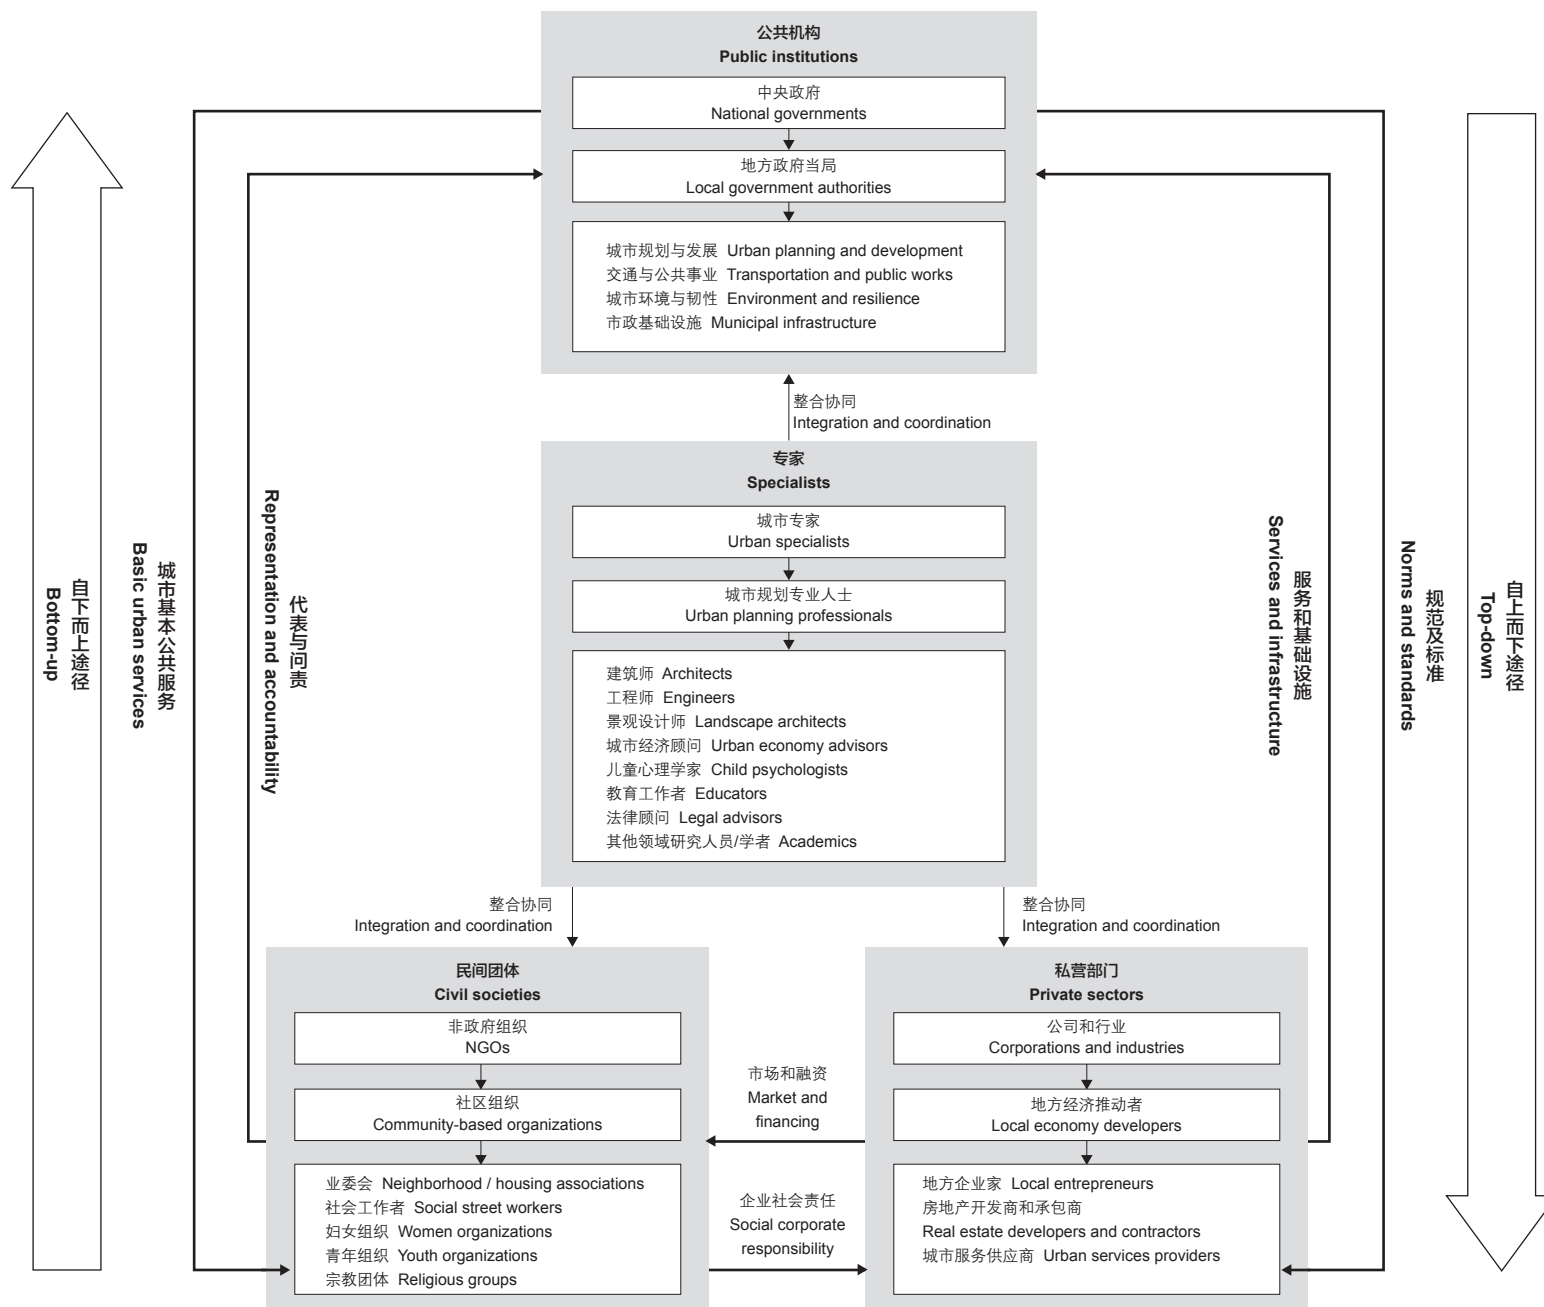 公共机构
Public institutions
中央政府
National governments
地方政府当局
Local government authorities
城市规划与发展 Urban planning and development
交通与公共事业 Transportation and public works
城市环境与韧性 Environment and resilience
市政基础设施 Municipal infrastructure
整合协同
Integration and coordination
专家
Specialists
城市专家
Urban specialists
城市规划专业人士
Urban planning professionals
建筑师 Architects
工程师 Engineers
景观设计师 Landscape architects
城市经济顾问 Urban economy advisors
儿童心理学家 Child psychologists
教育工作者 Educators
法律顾问 Legal advisors
其他领域研究人员/学者 Academics
自下而上途径
Bottom-up
城市基本公共服务
Basic urban services
代表与问责
Representation and accountability
服务和基础设施
Services and infrastructure
规范及标准
Norms and standards
自上而下途径
Top-down
整合协同
Integration and coordination
整合协同
Integration and coordination
民间团体
Civil societies
非政府组织
NGOs
社区组织
Community-based organizations
业委会 Neighborhood / housing associations
社会工作者 Social street workers
妇女组织 Women organizations
青年组织 Youth organizations
宗教团体 Religious groups
市场和融资
Market and
financing
企业社会责任
Social corporate
responsibility
私营部门
Private sectors
公司和行业
Corporations and industries
地方经济推动者
Local economy developers
地方企业家 Local entrepreneurs
房地产开发商和承包商
Real estate developers and contractors
城市服务供应商 Urban services providers